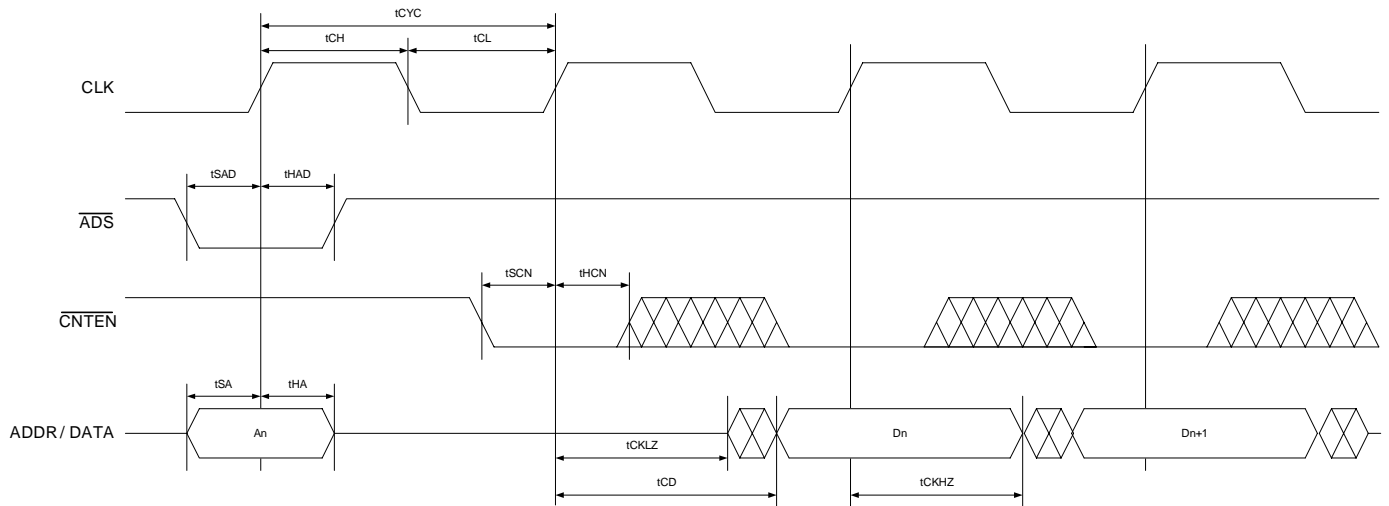 tCYC
tCH tCL
CLK
tSAD tHAD
ADS
tSCN tHCN
CNTEN
tSA tHA
ADDR / DATA An Dn Dn+1
tCKLZ
tCD tCKHZ